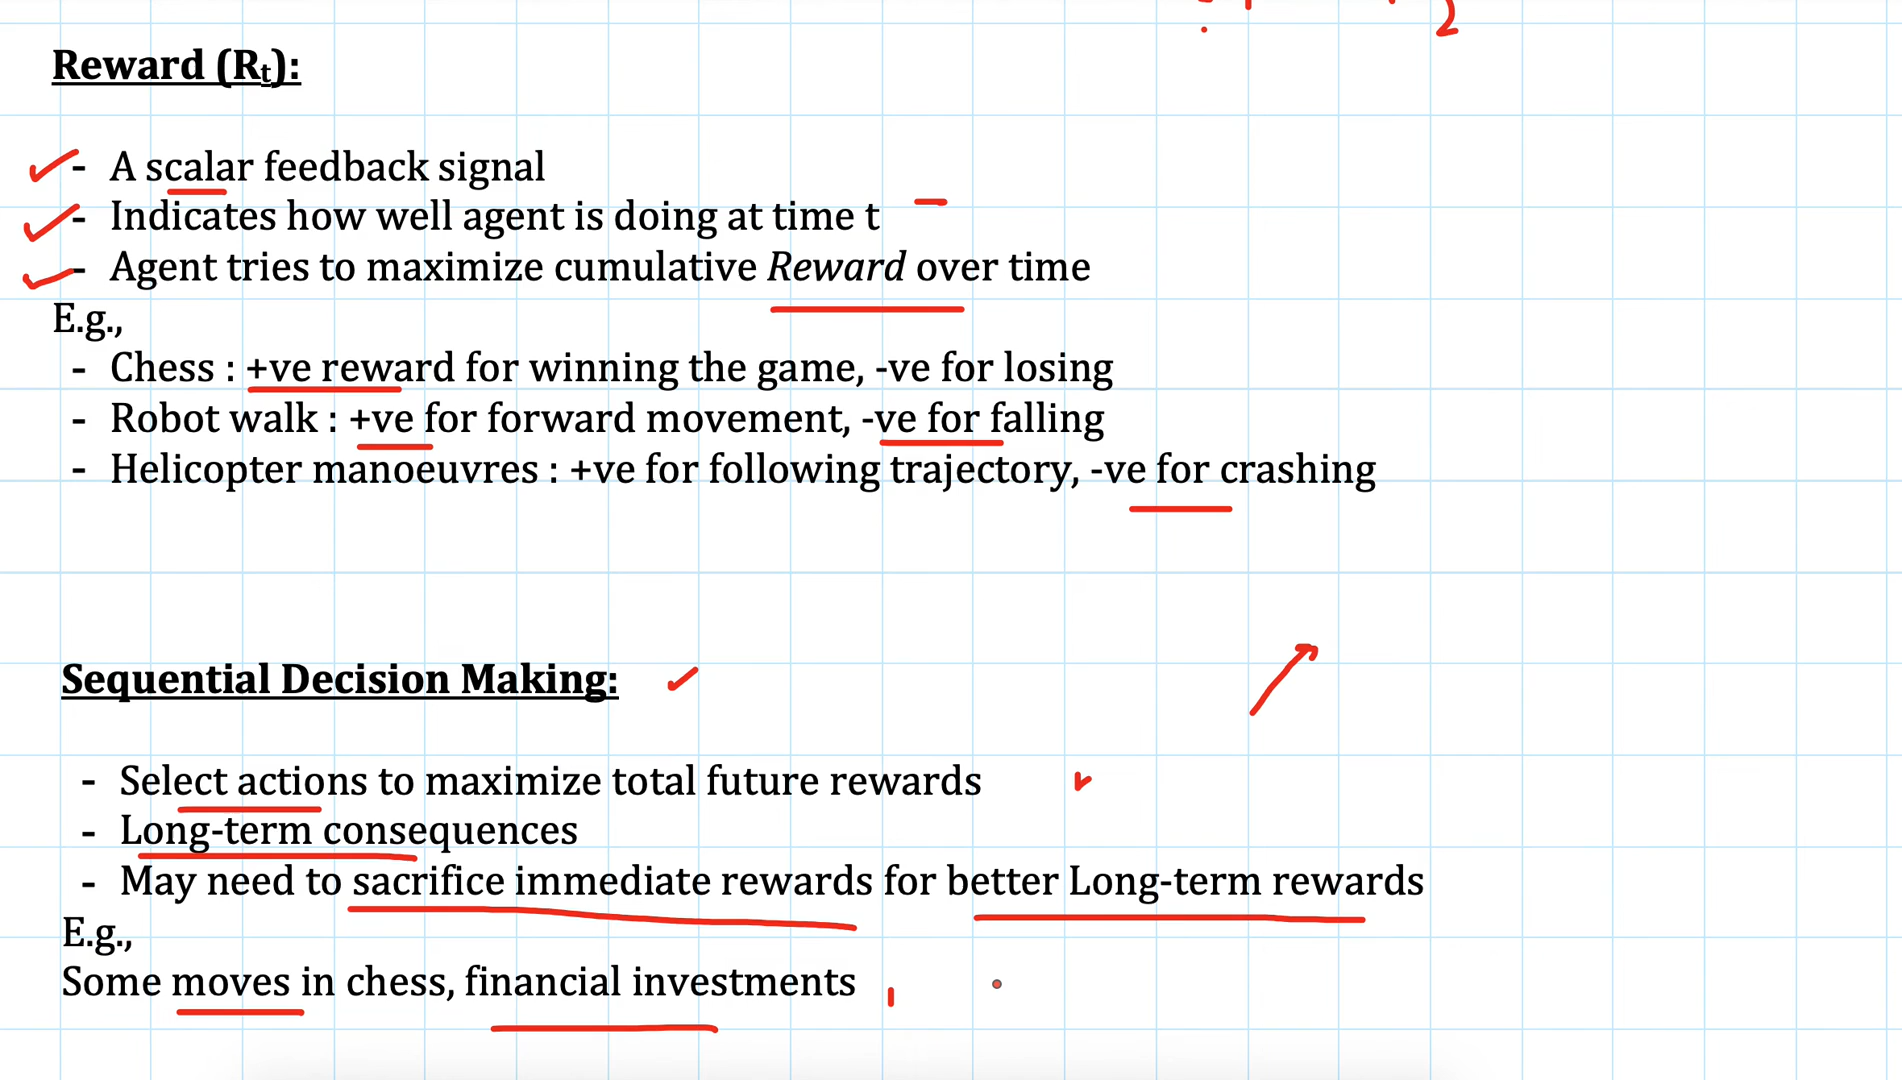 Reward (Rt):
- A scalar feedback signal
- Indicates how well agent is doing at time t
- Agent tries to maximize cumulative Reward over time
E.g.,
- Chess : +ve reward for winning the game, -ve for losing
- Robot walk : +ve for forward movement, -ve for falling
- Helicopter manoeuvres : +ve for following trajectory, -ve for crashing
Sequential Decision Making:
- Select actions to maximize total future rewards
- Long-term consequences
- May need to sacrifice immediate rewards for better Long-term rewards
E.g.,
Some moves in chess, financial investments